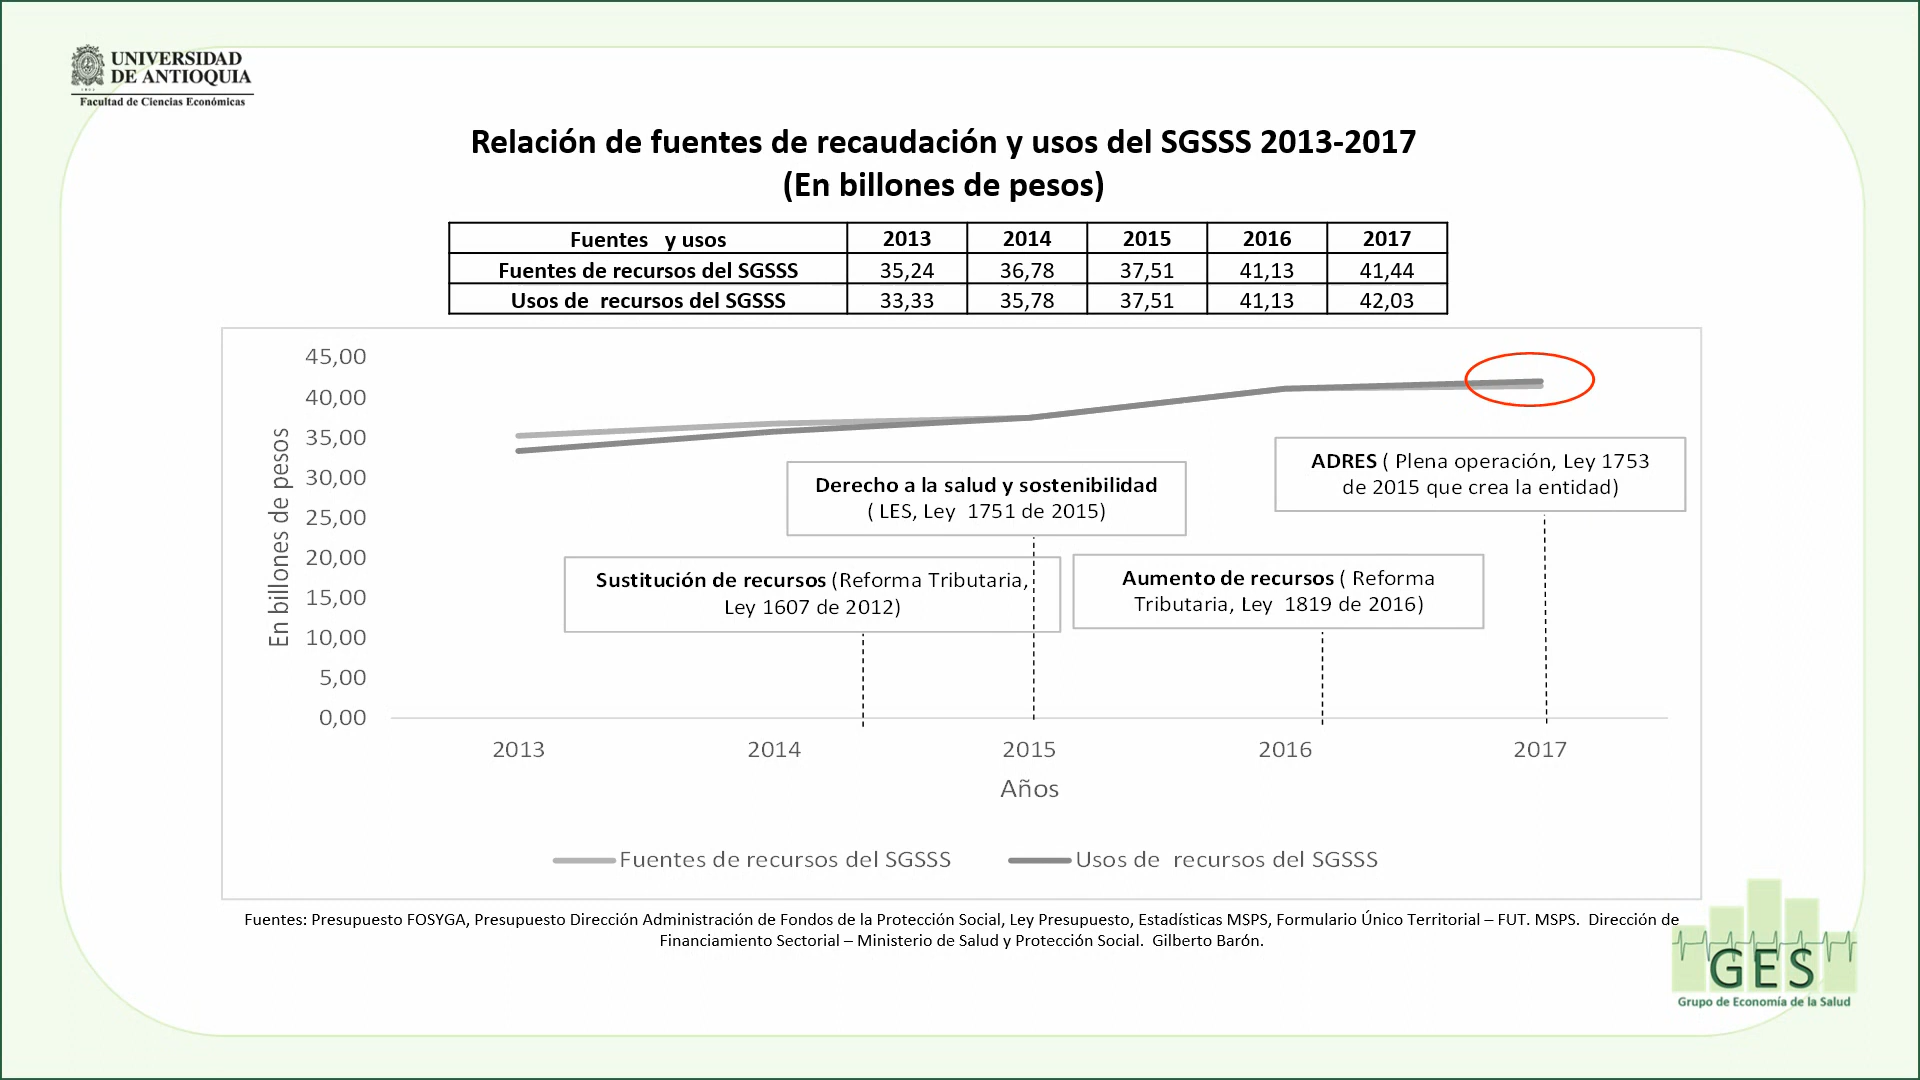 UNIVERSIDAD
DE ANTIOQUIA
Facultad de Ciencias Económicas
Relación de fuentes de recaudación y usos del SGSSS 2013-2017
(En billones de pesos)
Fuentes y usos 2013 2014 2015 2016 2017
Fuentes de recursos del SGSSS 35,24 36,78 37,51 41,13 41,44
Usos de recursos del SGSSS 33,33 35,78 37,51 41,13 42,03
45,00
40,00
35,00
30,00
25,00
20,00
15,00
10,00
5,00
0,00
En billones de pesos
ADRES ( Plena operación, Ley 1753
de 2015 que crea la entidad)
Derecho a la salud y sostenibilidad
( LES, Ley 1751 de 2015)
Sustitución de recursos (Reforma Tributaria,
Ley 1607 de 2012)
Aumento de recursos ( Reforma
Tributaria, Ley 1819 de 2016)
2013 2014 2015 2016 2017
Años
Fuentes de recursos del SGSSS Usos de recursos del SGSSS
Fuentes: Presupuesto FOSYGA, Presupuesto Dirección Administración de Fondos de la Protección Social, Ley Presupuesto, Estadísticas MSPS, Formulario Único Territorial – FUT. MSPS. Dirección de
Financiamiento Sectorial – Ministerio de Salud y Protección Social. Gilberto Barón.
GES
Grupo de Economía de la Salud